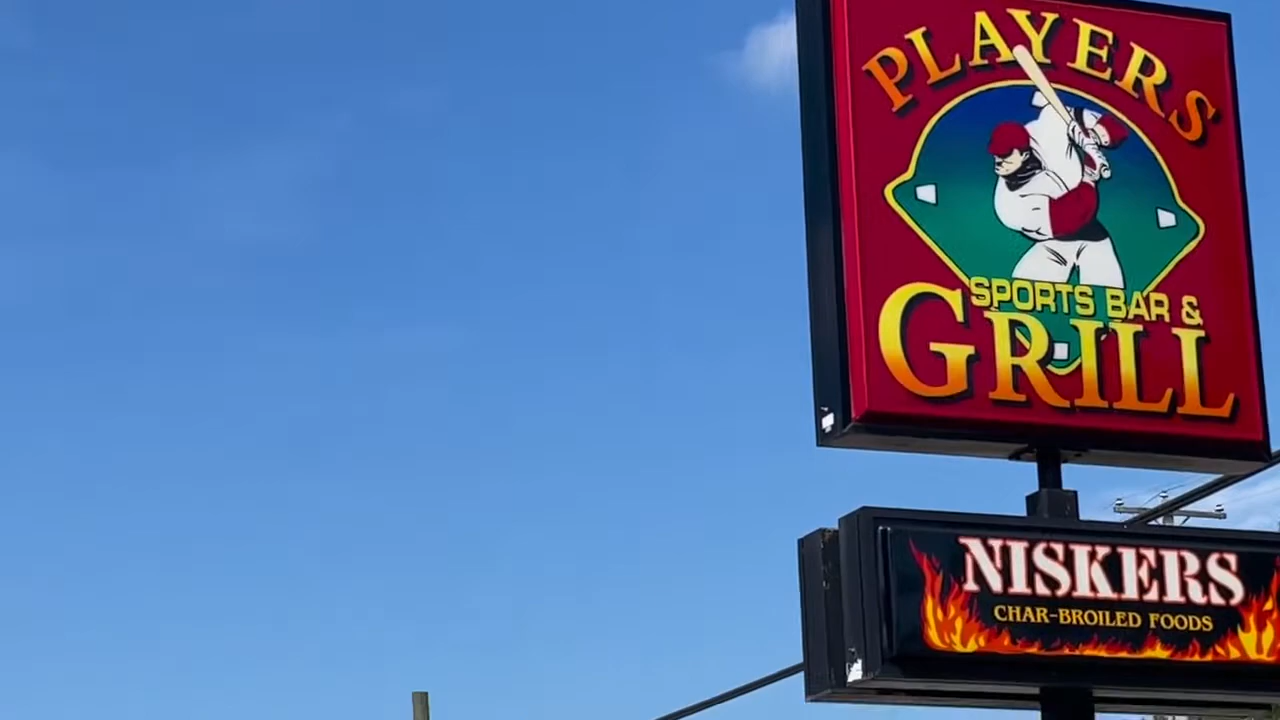 PLAYERS
SPORTS BAR &
GRILL
NISKERS
CHAR-BROILED FOODS